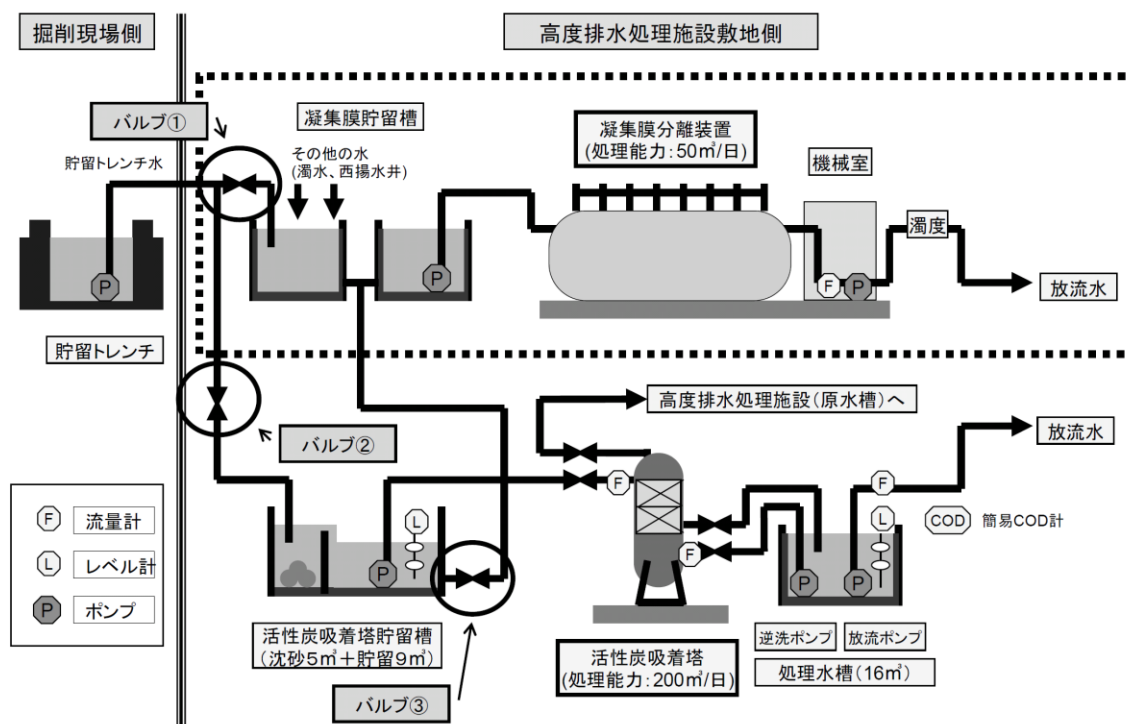 掘削現場側
高度排水処理施設敷地側
バルブ①
凝集膜貯留槽
凝集膜分離装置
(処理能力:50㎥/日)
機械室
貯留トレンチ水
その他の水
(濁水、西揚水井)
濁度
P
P
F
P
放流水
貯留トレンチ
高度排水処理施設(原水槽)へ
放流水
バルブ②
F
F
L
COD
簡易COD計
F
流量計
L
レベル計
P
ポンプ
L
P
F
P
P
活性炭吸着塔貯留槽
(沈砂5㎥+貯留9㎥)
活性炭吸着塔
(処理能力:200㎥/日)
逆洗ポンプ
放流ポンプ
処理水槽(16㎥)
バルブ③